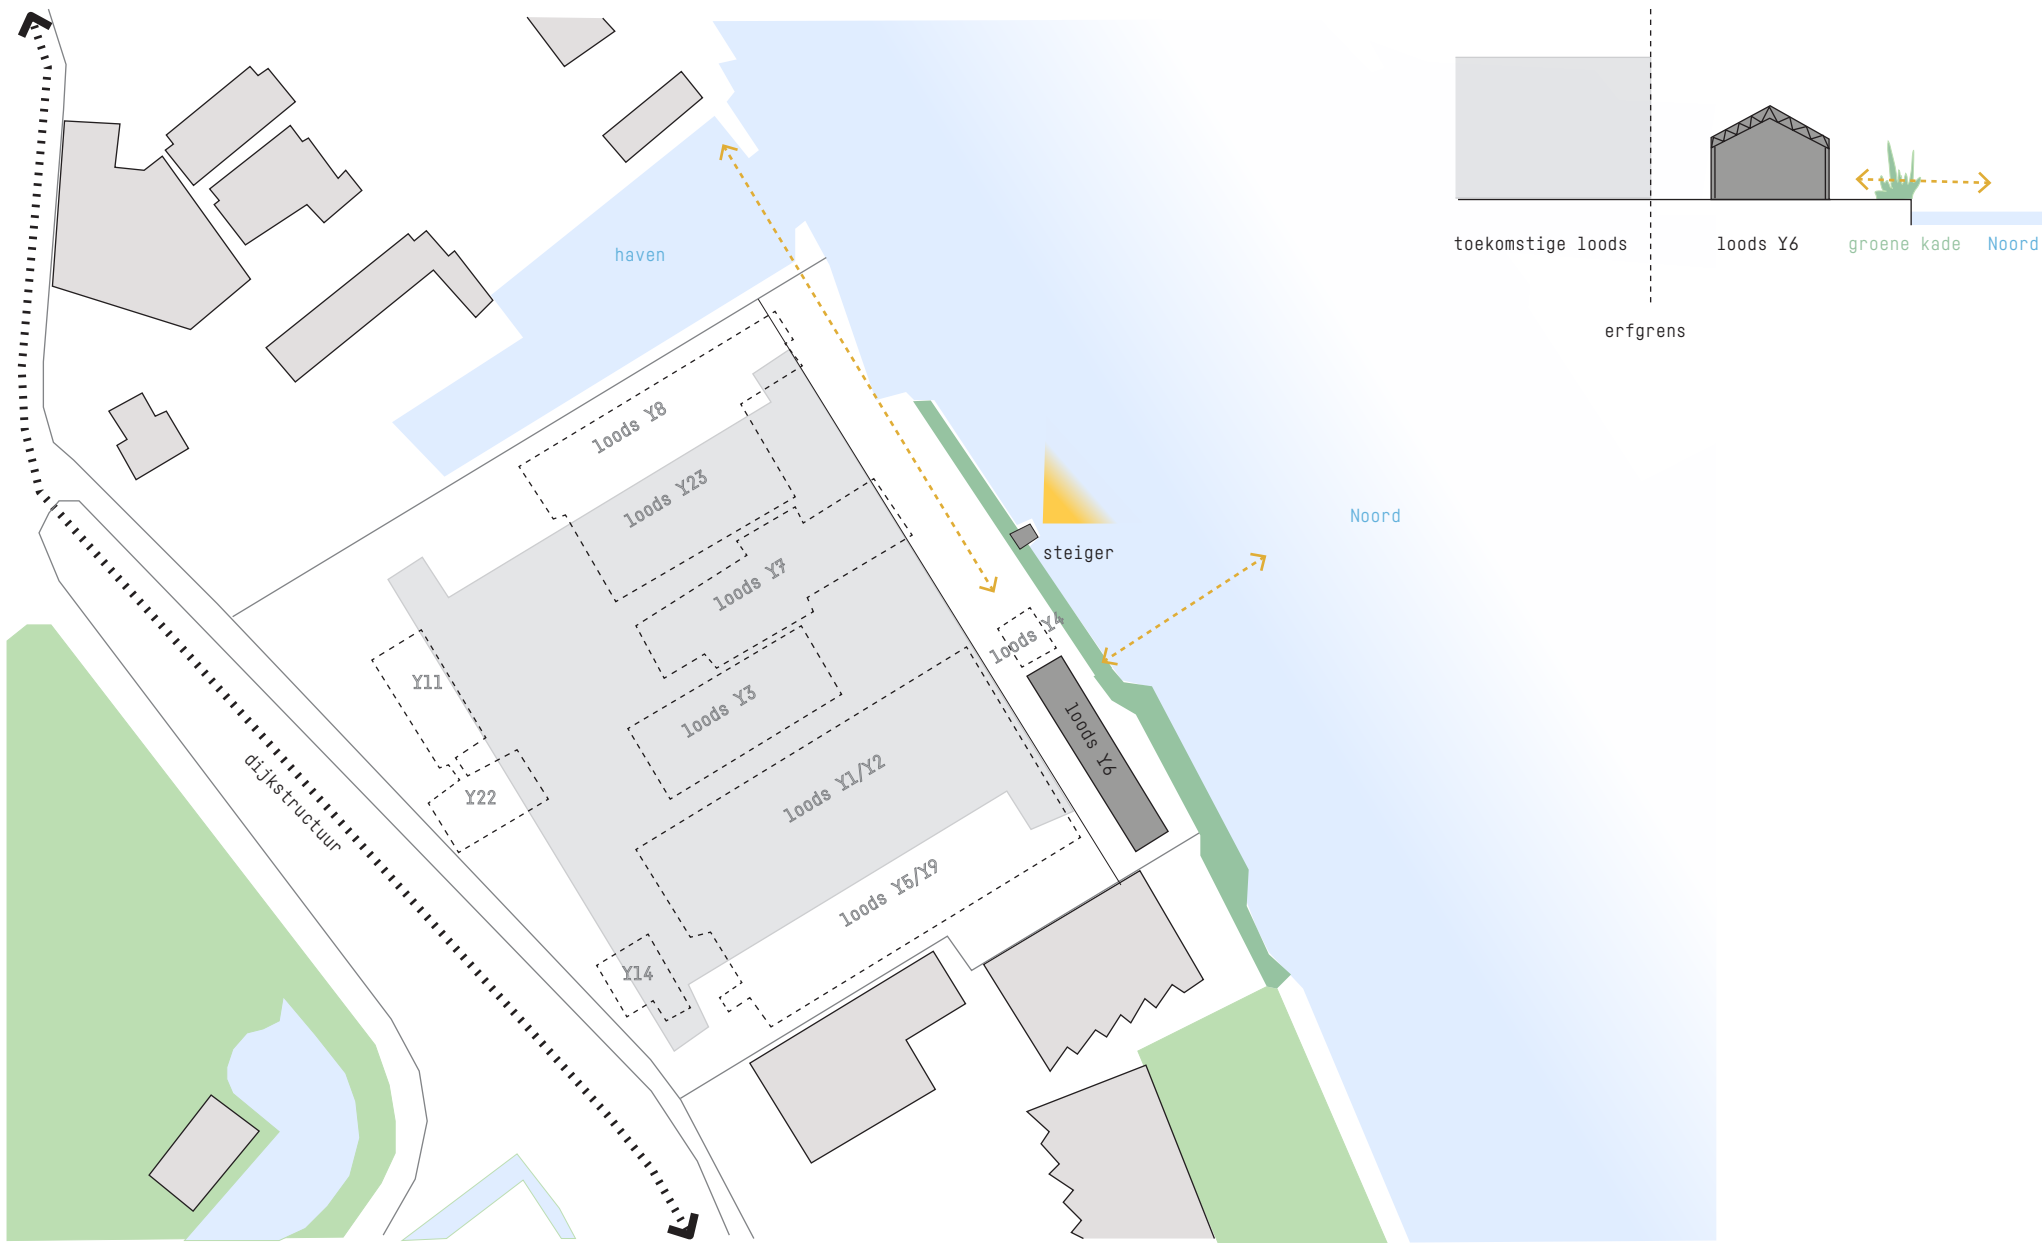 toekomstige loods
loods Y6
groene kade
Noord
erfgrens
haven
loods Y8
loods Y23
loods Y7
loods Y3
loods Y1/Y2
loods Y5/Y9
Y11
Y22
Y14
dijkstructuur
steiger
loods Y4
loods Y6
Noord